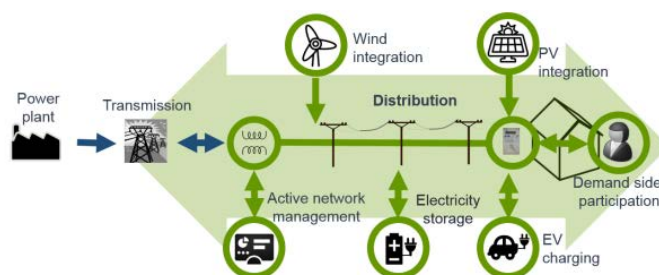 Wind
integration
PV
integration
Power
plant
Transmission
Distribution
Active network
management
Electricity
storage
EV
charging
Demand side
participation